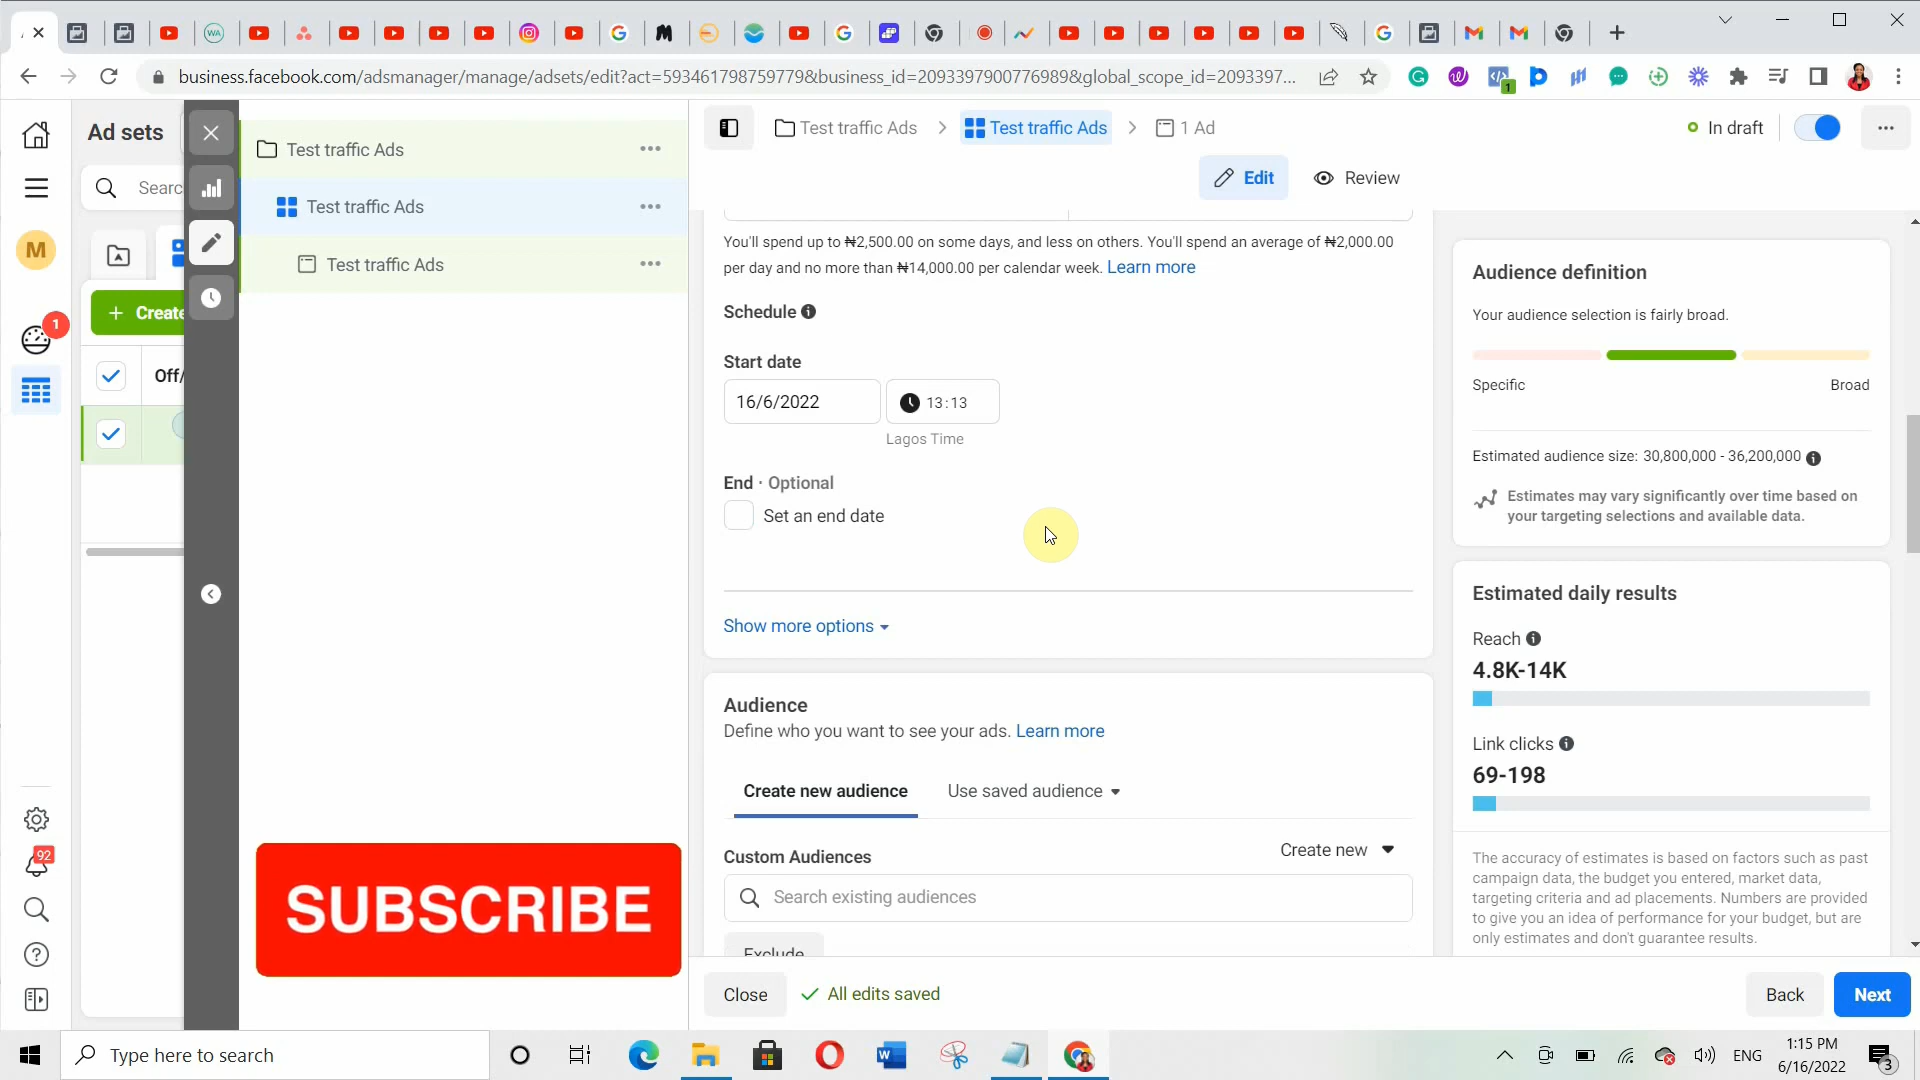 business.facebook.com/adsmanager/manage/adsets/edit?act=593461798759779&business_id=209339790077698​9&global_scope_id=2093397...
Ad sets
Test traffic Ads
Test traffic Ads
1 Ad
In draft
Edit
Review
Searc
Test traffic Ads
Test traffic Ads
Test traffic Ads
+ Create
Off/
1
M
92
You'll spend up to ₦2,500.00 on some days, and less on others. You'll spend an average of ₦2,000.00
per day and no more than ₦14,000.00 per calendar week. Learn more
Schedule
Start date
16/6/2022
13:13
Lagos Time
End · Optional
Set an end date
Show more options
Audience
Define who you want to see your ads. Learn more
Create new audience
Use saved audience
Custom Audiences
Create new
Search existing audiences
Exclude
Audience definition
Your audience selection is fairly broad.
Specific
Broad
Estimated audience size: 30,800,000 - 36,200,000
Estimates may vary significantly over time based on
your targeting selections and available data.
Estimated daily results
Reach
4.8K-14K
Link clicks
69-198
The accuracy of estimates is based on factors such as past
campaign data, the budget you entered, market data,
targeting criteria and ad placements. Numbers are provided
to give you an idea of performance for your budget, but are
only estimates and don't guarantee results.
SUBSCRIBE
Close
All edits saved
Back
Next
Type here to search
ENG
1:15 PM
6/16/2022
3